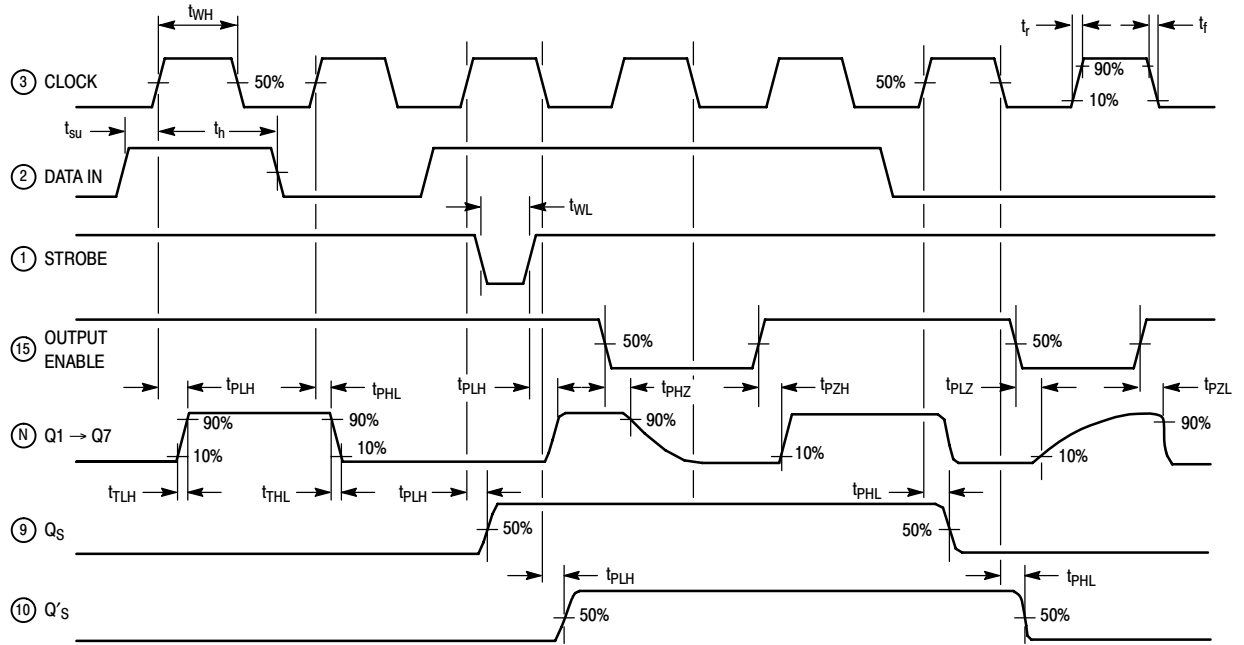 tWH
tr
tf
3 CLOCK
50%
50%
90%
10%
tsu
th
2 DATA IN
tWL
1 STROBE
15 OUTPUT
ENABLE
50%
50%
tPLH
tPHL
tPLH
tPHZ
tPZH
tPLZ
tPZL
N Q1 → Q7
90%
90%
90%
90%
10%
10%
10%
10%
tTLH
tTHL
tPLH
tPHL
9 QS
50%
50%
tPLH
tPHL
10 Q′S
50%
50%